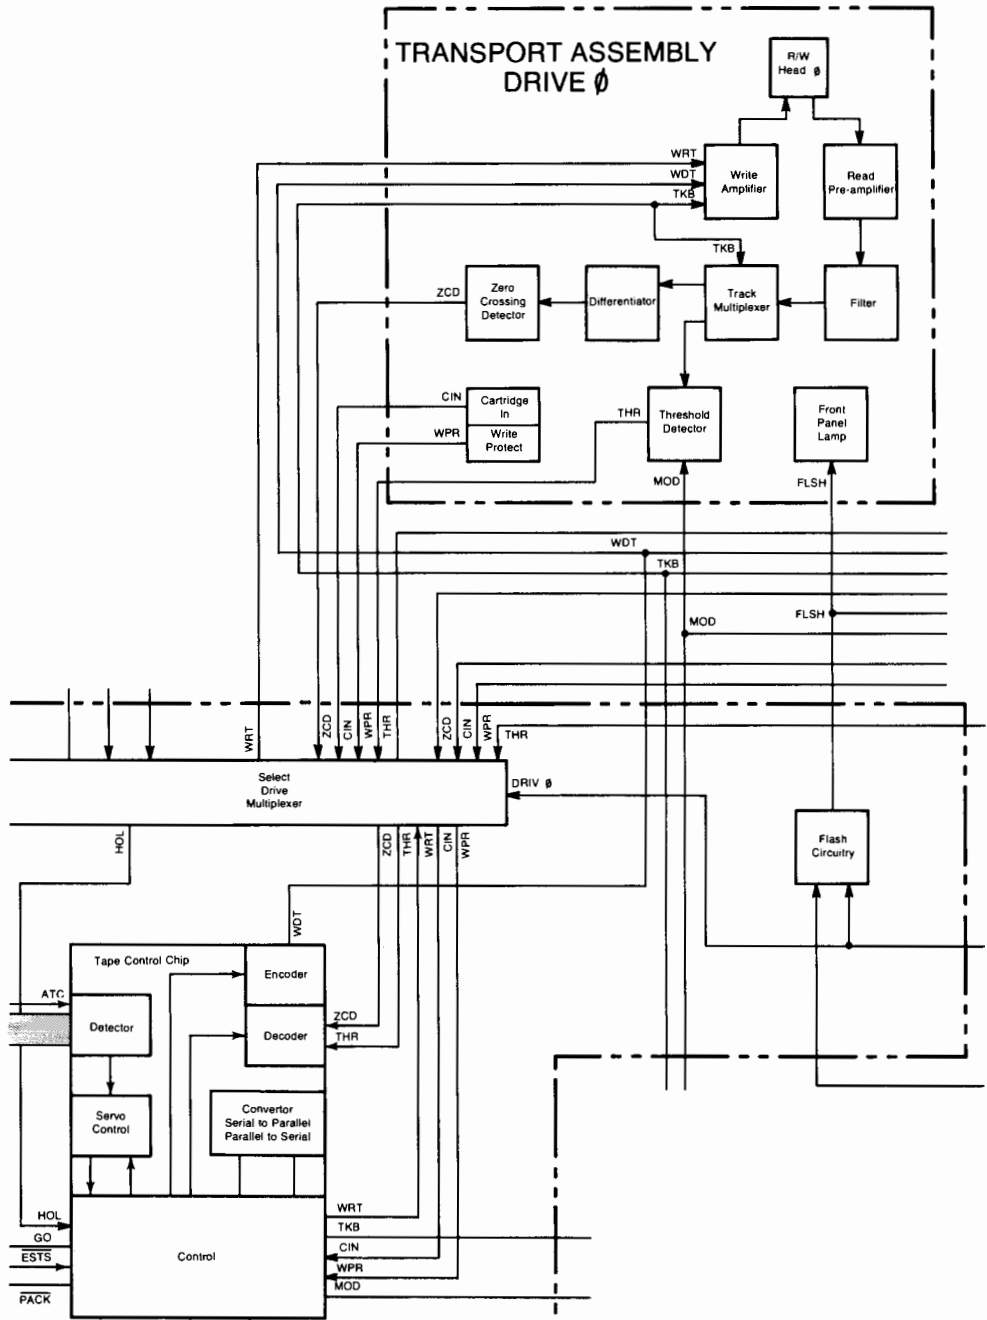 TRANSPORT ASSEMBLY
DRIVE ∅
R/W
Head ∅
WRT
WDT
TKB
Write
Amplifier
Read
Pre-amplifier
TKB
ZCD
Zero
Crossing
Detector
Differentiator
Track
Multiplexer
Filter
CIN
Cartridge
In
WPR
Write
Protect
THR
Threshold
Detector
Front
Panel
Lamp
MOD
FLSH
WDT
TKB
FLSH
MOD
WRT
ZCD
CIN
WPR
THR
ZCD
CIN
WPR
THR
Select
Drive
Multiplexer
DRIV ∅
HOL
ZCD
THR
WRT
CIN
WPR
Flash
Circuitry
WDT
Tape Control Chip
Encoder
ATC
Detector
Decoder
ZCD
THR
Servo
Control
Convertor
Serial to Parallel
Parallel to Serial
HOL
GO
ESTS
PACK
Control
WRT
TKB
CIN
WPR
MOD